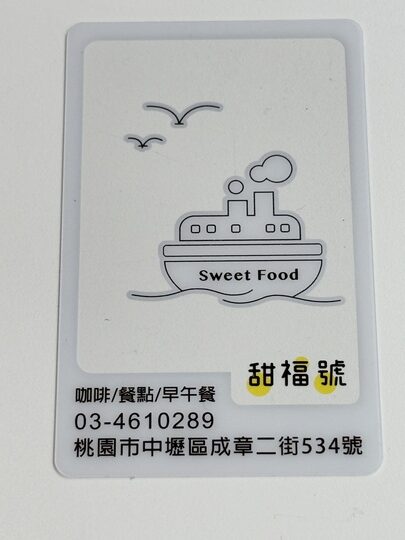 Sweet Food
甜福號
咖啡/餐點/早午餐
03-4610289
桃園市中壢區成章二街534號